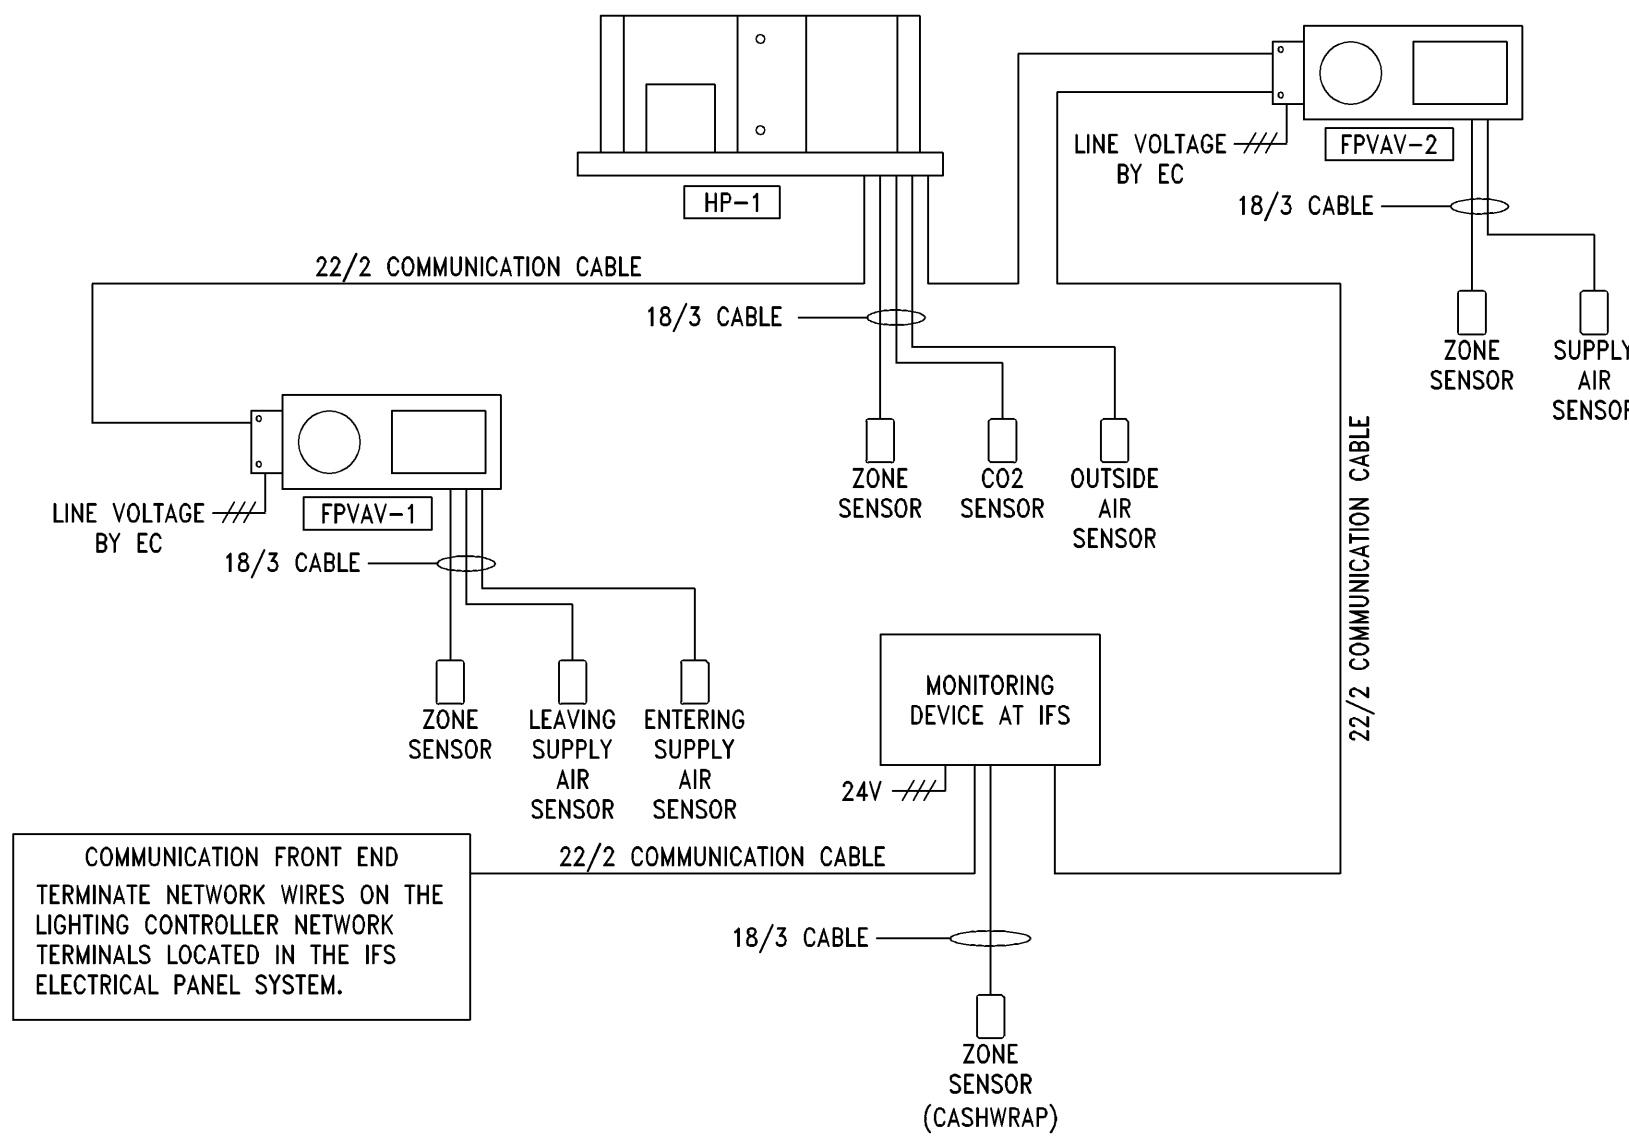 LINE VOLTAGE
BY EC
FPVAV-2
HP-1
18/3 CABLE
22/2 COMMUNICATION CABLE
18/3 CABLE
ZONE
SENSOR
SUPPLY
AIR
SENSOR
22/2 COMMUNICATION CABLE
ZONE
SENSOR
CO2
SENSOR
OUTSIDE
AIR
SENSOR
LINE VOLTAGE
BY EC
FPVAV-1
18/3 CABLE
ZONE
SENSOR
LEAVING
SUPPLY
AIR
SENSOR
ENTERING
SUPPLY
AIR
SENSOR
MONITORING
DEVICE AT IFS
24V
COMMUNICATION FRONT END
TERMINATE NETWORK WIRES ON THE
LIGHTING CONTROLLER NETWORK
TERMINALS LOCATED IN THE IFS
ELECTRICAL PANEL SYSTEM.
22/2 COMMUNICATION CABLE
18/3 CABLE
ZONE
SENSOR
(CASHWRAP)